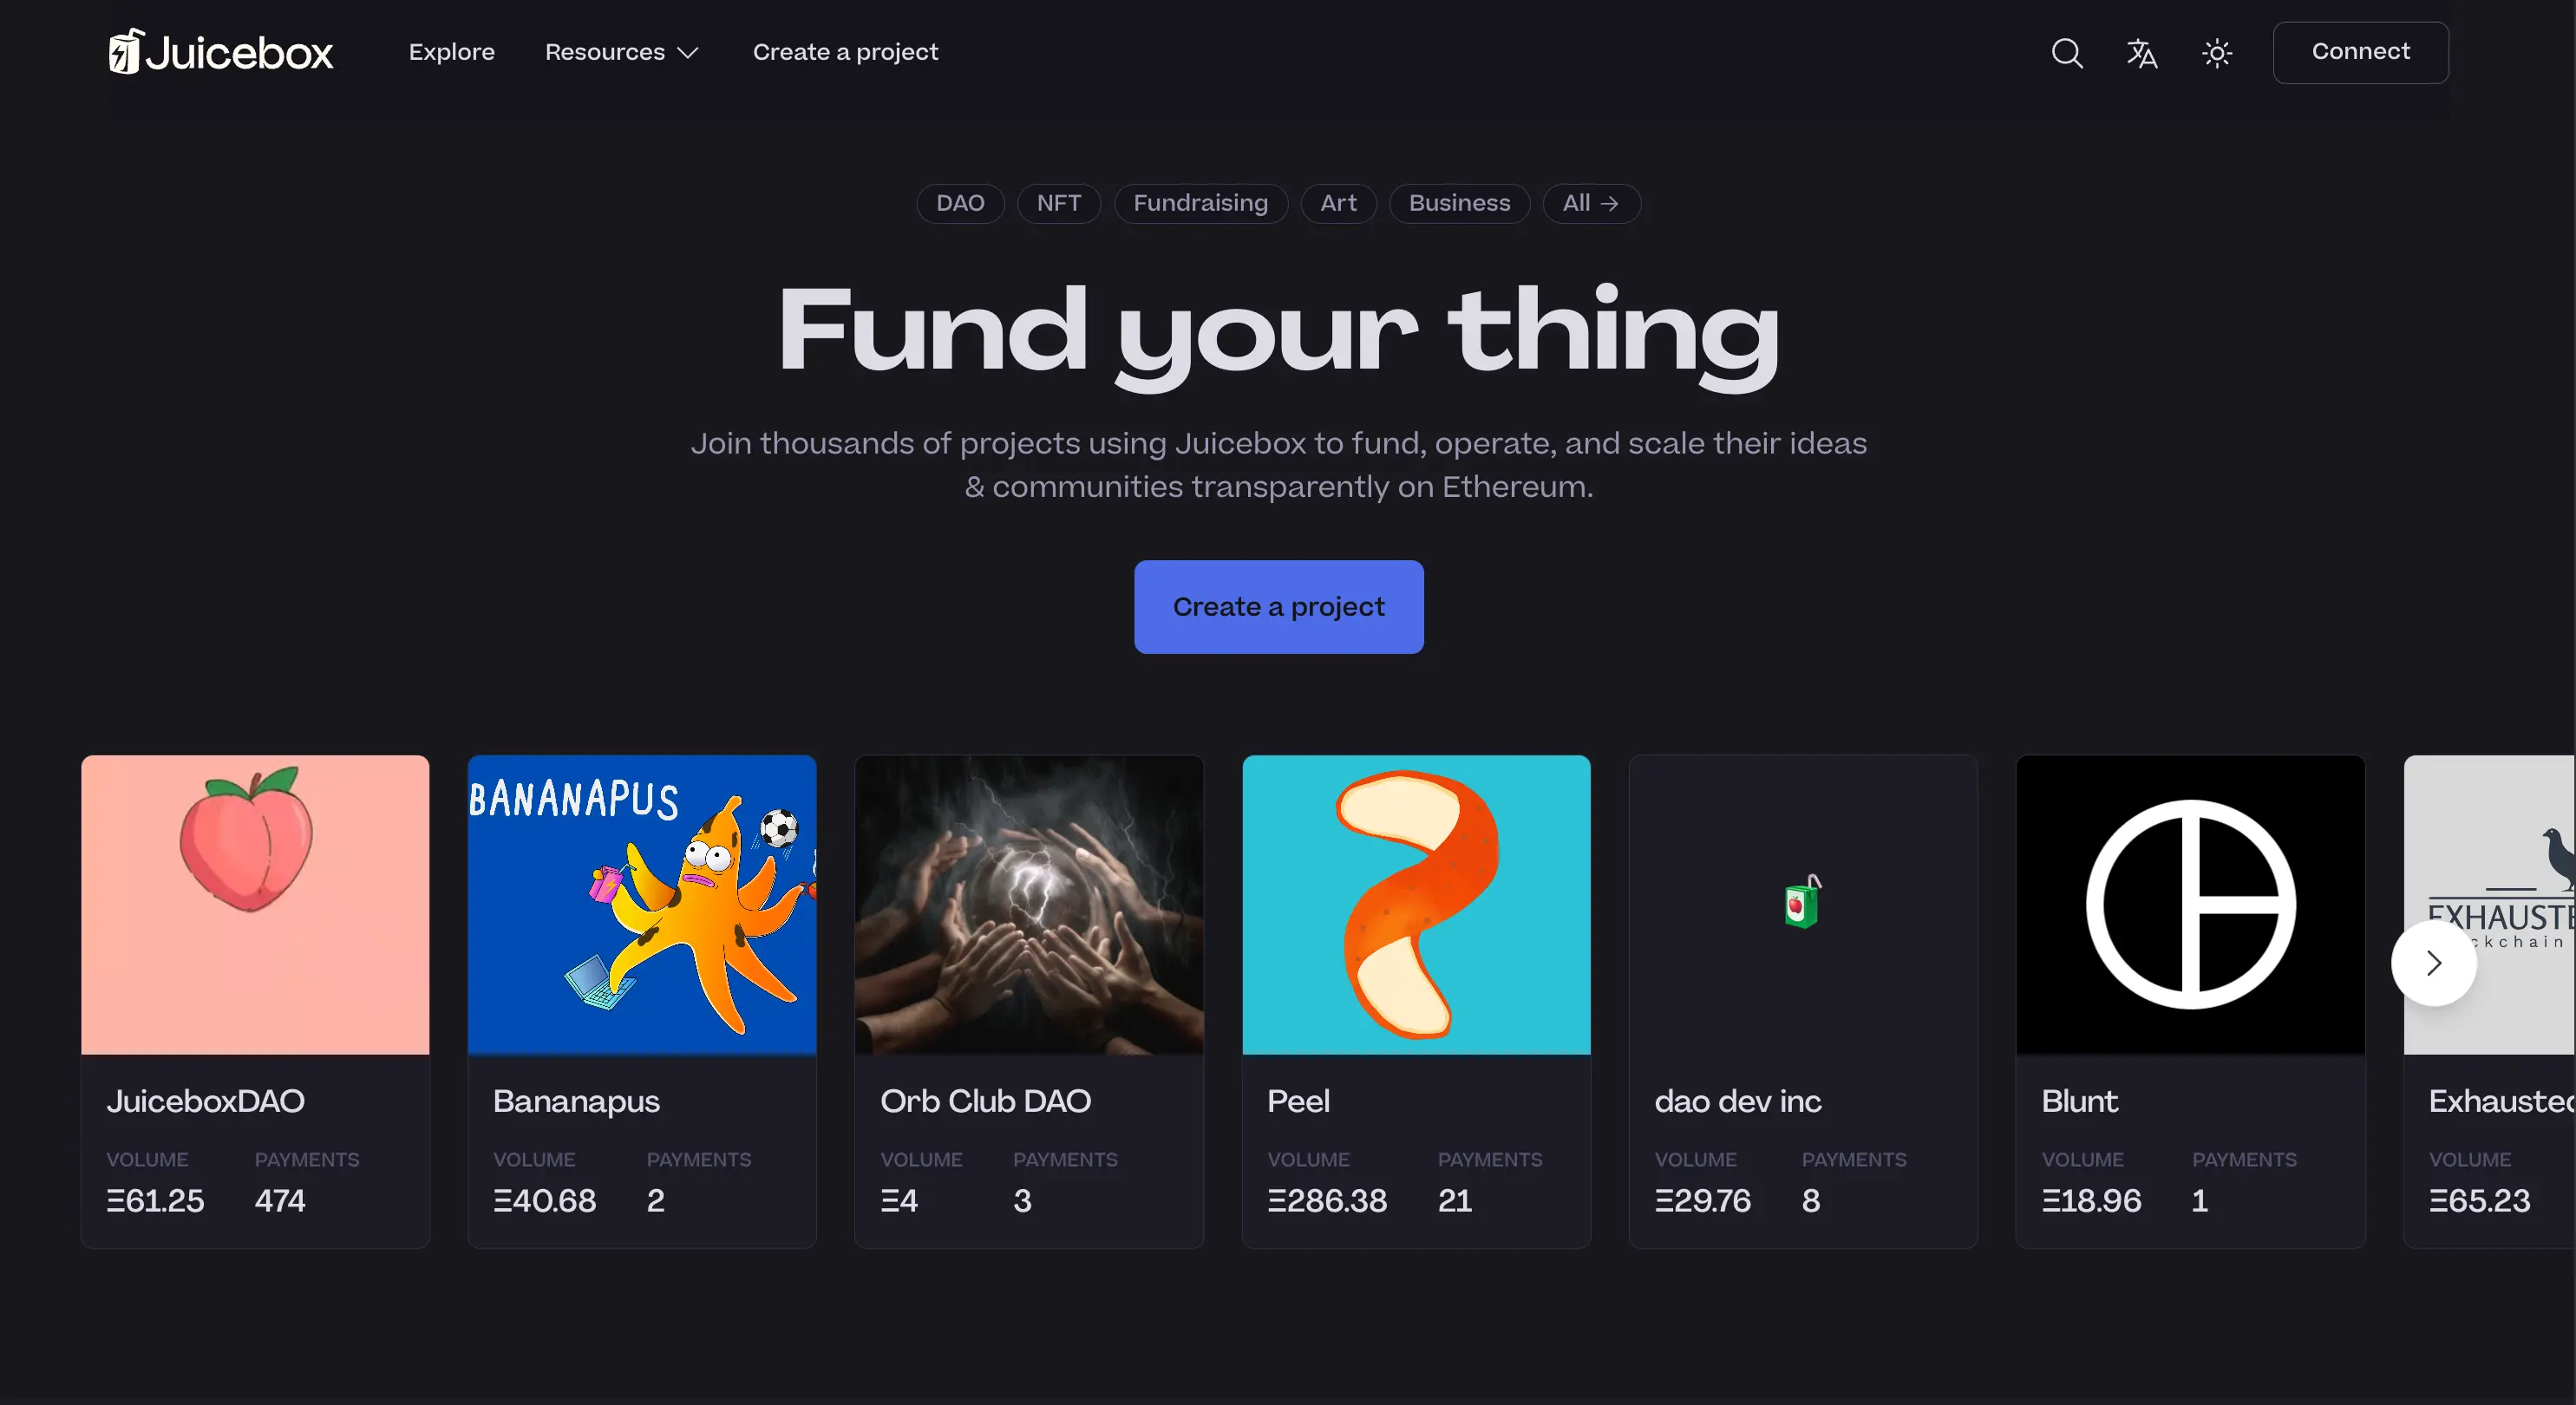 Juicebox
Explore
Resources
Create a project
Connect
DAO
NFT
Fundraising
Art
Business
All →
Fund your thing
Join thousands of projects using Juicebox to fund, operate, and scale their ideas
& communities transparently on Ethereum.
Create a project
BANANAPUS
EXHAUSTE
ckchain
JuiceboxDAO
VOLUME PAYMENTS
Ξ61.25 474
Bananapus
VOLUME PAYMENTS
Ξ40.68 2
Orb Club DAO
VOLUME PAYMENTS
Ξ4 3
Peel
VOLUME PAYMENTS
Ξ286.38 21
dao dev inc
VOLUME PAYMENTS
Ξ29.76 8
Blunt
VOLUME PAYMENTS
Ξ18.96 1
Exhausted
VOLUME
Ξ65.23